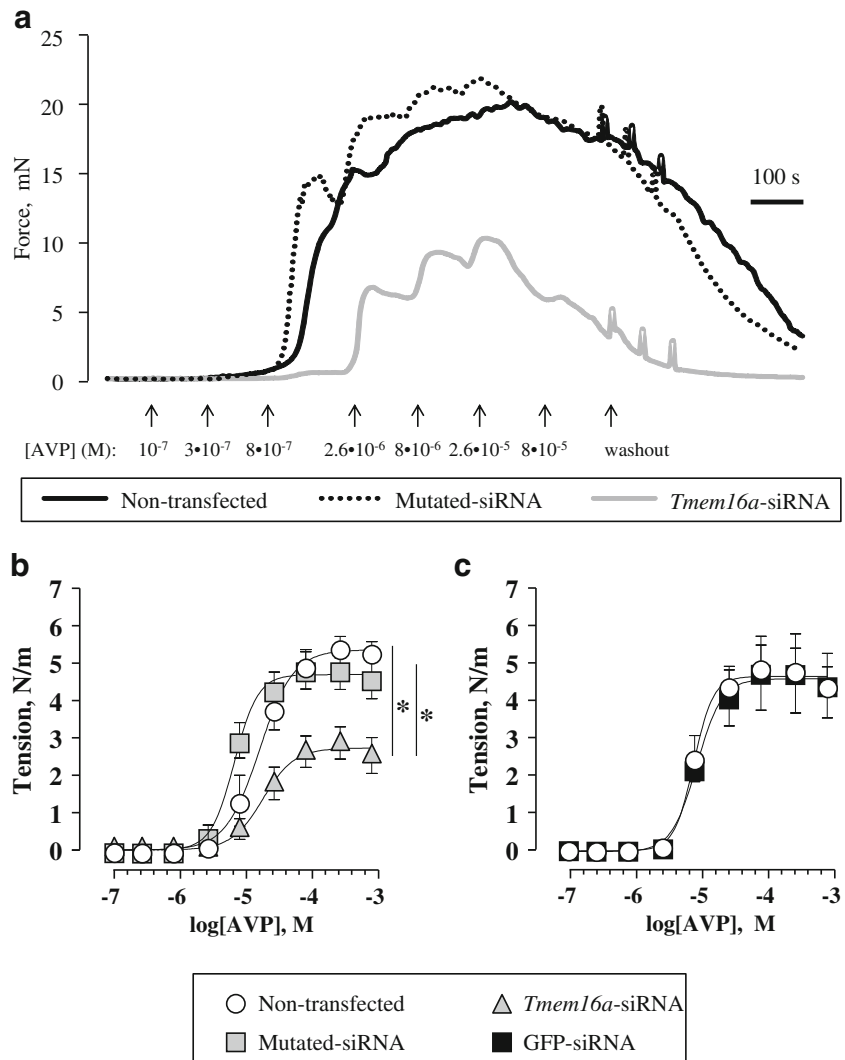 a
25
20
15
10
5
0
Force, mN
100 s
[AVP] (M): 10⁻⁷ 3•10⁻⁷ 8•10⁻⁷ 2.6•10⁻⁶ 8•10⁻⁶ 2.6•10⁻⁵ 8•10⁻⁵ washout
Non-transfected Mutated-siRNA Tmem16a-siRNA
b
7
6
5
4
3
2
1
0
Tension, N/m
* *
-7 -6 -5 -4 -3
log[AVP], M
c
7
6
5
4
3
2
1
0
Tension, N/m
-7 -6 -5 -4 -3
log[AVP], M
Non-transfected Tmem16a-siRNA
Mutated-siRNA GFP-siRNA